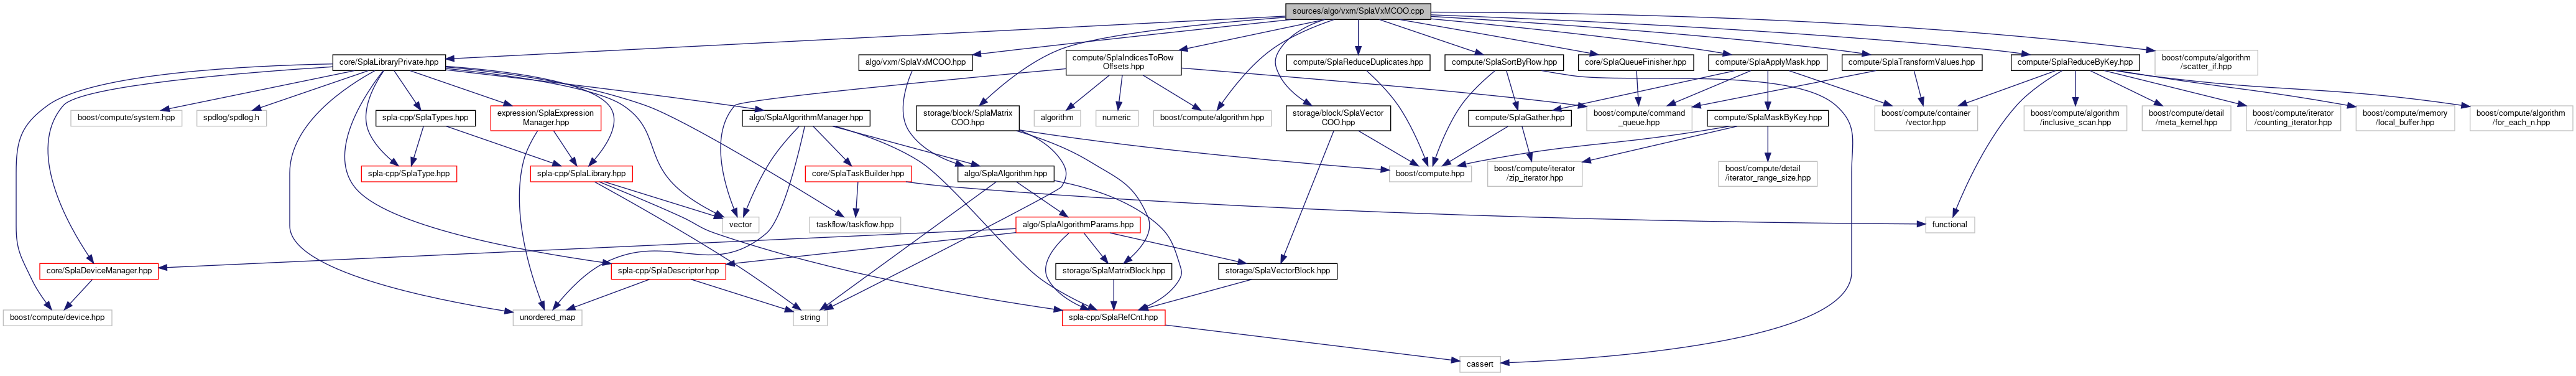 sources/algo/vxm/SplaVxMCOO.cpp
core/SplaLibraryPrivate.hpp
algo/vxm/SplaVxMCOO.hpp
compute/SplaIndicesToRow
Offsets.hpp
compute/SplaReduceDuplicates.hpp
compute/SplaSortByRow.hpp
core/SplaQueueFinisher.hpp
compute/SplaApplyMask.hpp
compute/SplaTransformValues.hpp
compute/SplaReduceByKey.hpp
boost/compute/algorithm
/scatter_if.hpp
boost/compute/system.hpp
spdlog/spdlog.h
spla-cpp/SplaTypes.hpp
expression/SplaExpression
Manager.hpp
algo/SplaAlgorithmManager.hpp
storage/block/SplaMatrix
COO.hpp
algorithm
numeric
boost/compute/algorithm.hpp
storage/block/SplaVector
COO.hpp
compute/SplaGather.hpp
boost/compute/command
_queue.hpp
compute/SplaMaskByKey.hpp
boost/compute/container
/vector.hpp
boost/compute/algorithm
/inclusive_scan.hpp
boost/compute/detail
/meta_kernel.hpp
boost/compute/iterator
/counting_iterator.hpp
boost/compute/memory
/local_buffer.hpp
boost/compute/algorithm
/for_each_n.hpp
spla-cpp/SplaType.hpp
spla-cpp/SplaLibrary.hpp
core/SplaTaskBuilder.hpp
algo/SplaAlgorithm.hpp
boost/compute.hpp
boost/compute/iterator
/zip_iterator.hpp
boost/compute/detail
/iterator_range_size.hpp
vector
taskflow/taskflow.hpp
algo/SplaAlgorithmParams.hpp
functional
core/SplaDeviceManager.hpp
spla-cpp/SplaDescriptor.hpp
storage/SplaMatrixBlock.hpp
storage/SplaVectorBlock.hpp
boost/compute/device.hpp
unordered_map
string
spla-cpp/SplaRefCnt.hpp
cassert